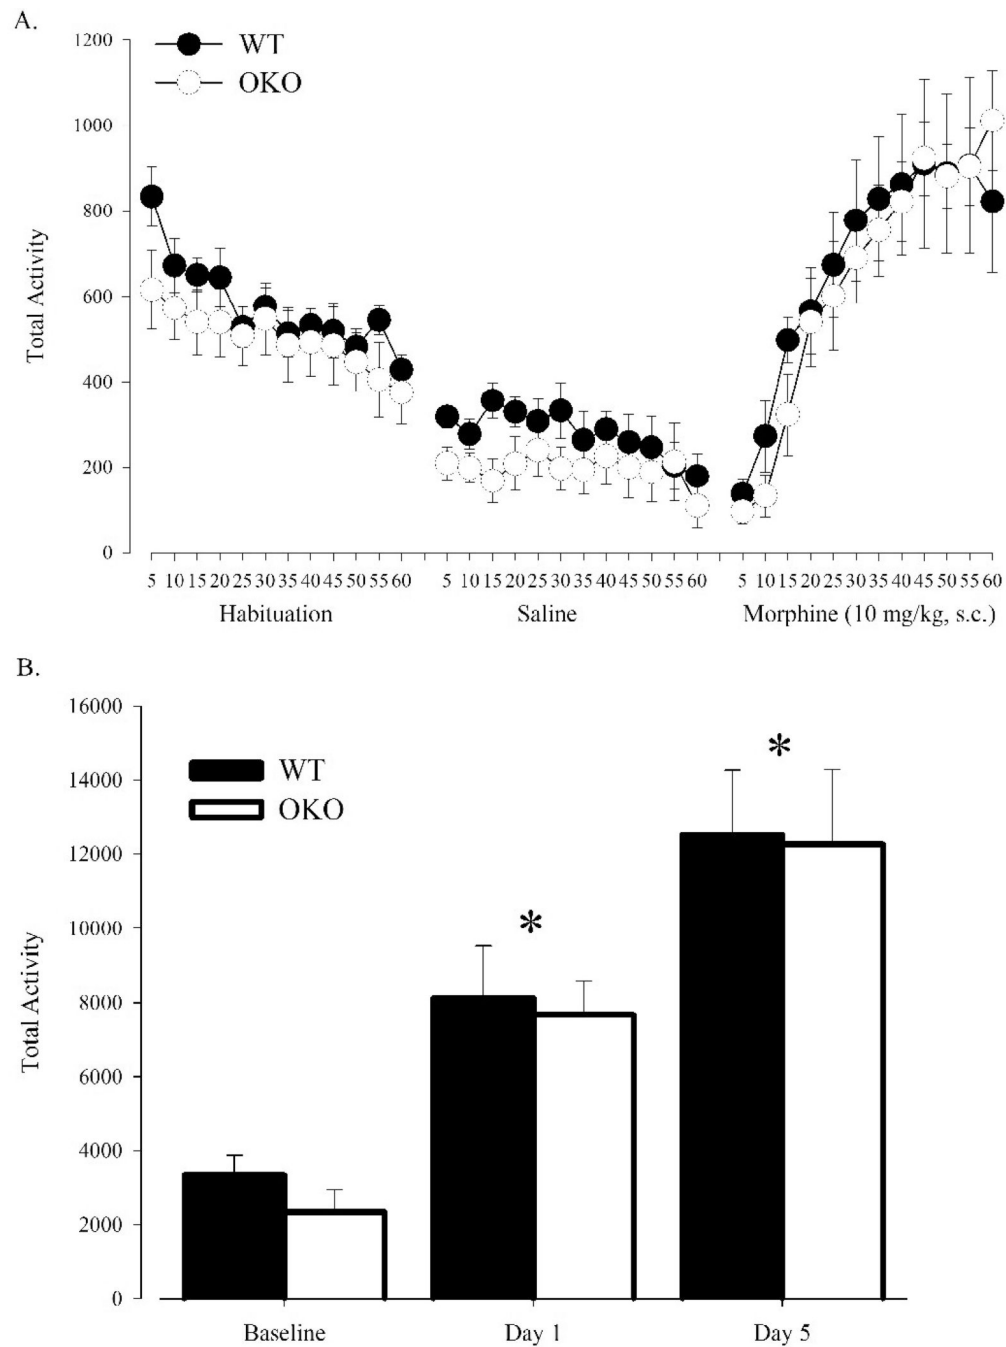 A.
1200
1000
800
600
400
200
0
Total Activity
WT
OKO
5 10 15 20 25 30 35 40 45 50 55 60 5 10 15 20 25 30 35 40 45 50 55 60 5 10 15 20 25 30 35 40 45 50 55 60
Habituation Saline Morphine (10 mg/kg, s.c.)
B.
16000
14000
12000
10000
8000
6000
4000
2000
0
Total Activity
WT
OKO
*
*
Baseline Day 1 Day 5